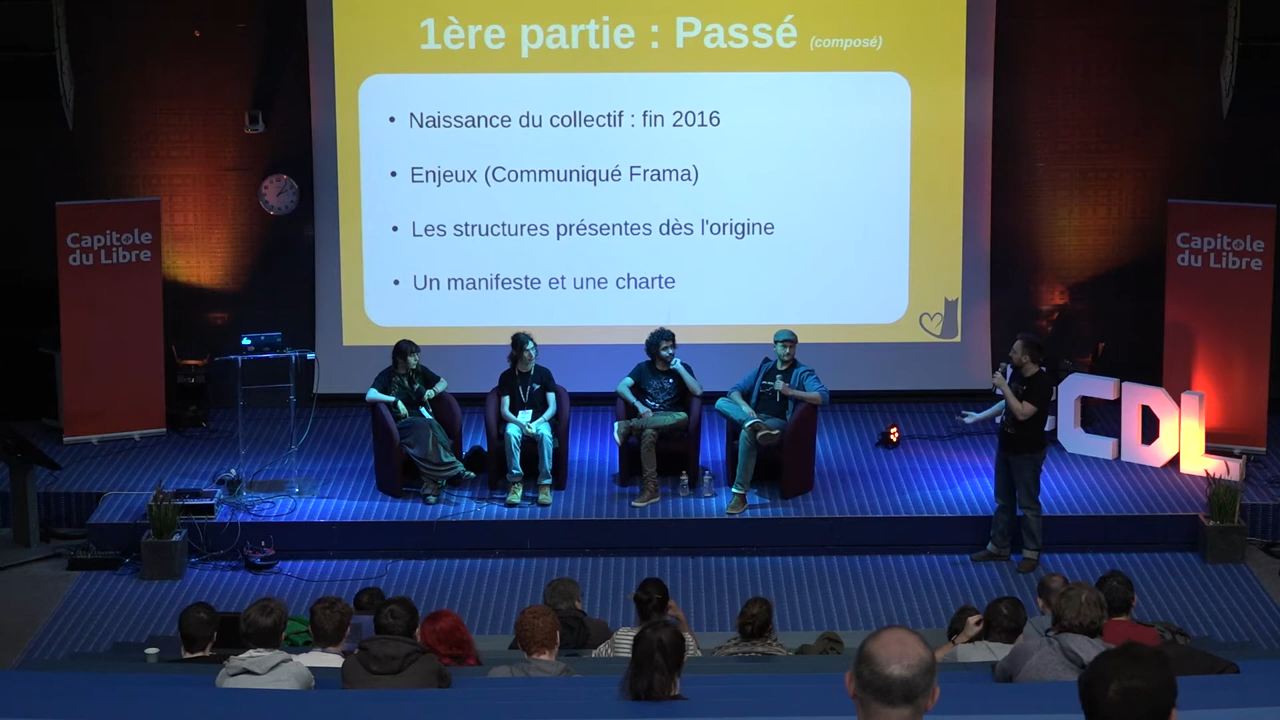 1ère partie : Passé (composé)
• Naissance du collectif : fin 2016
• Enjeux (Communiqué Frama)
• Les structures présentes dès l'origine
• Un manifeste et une charte
Capitole
du Libre
Capitole
du Libre
CDL